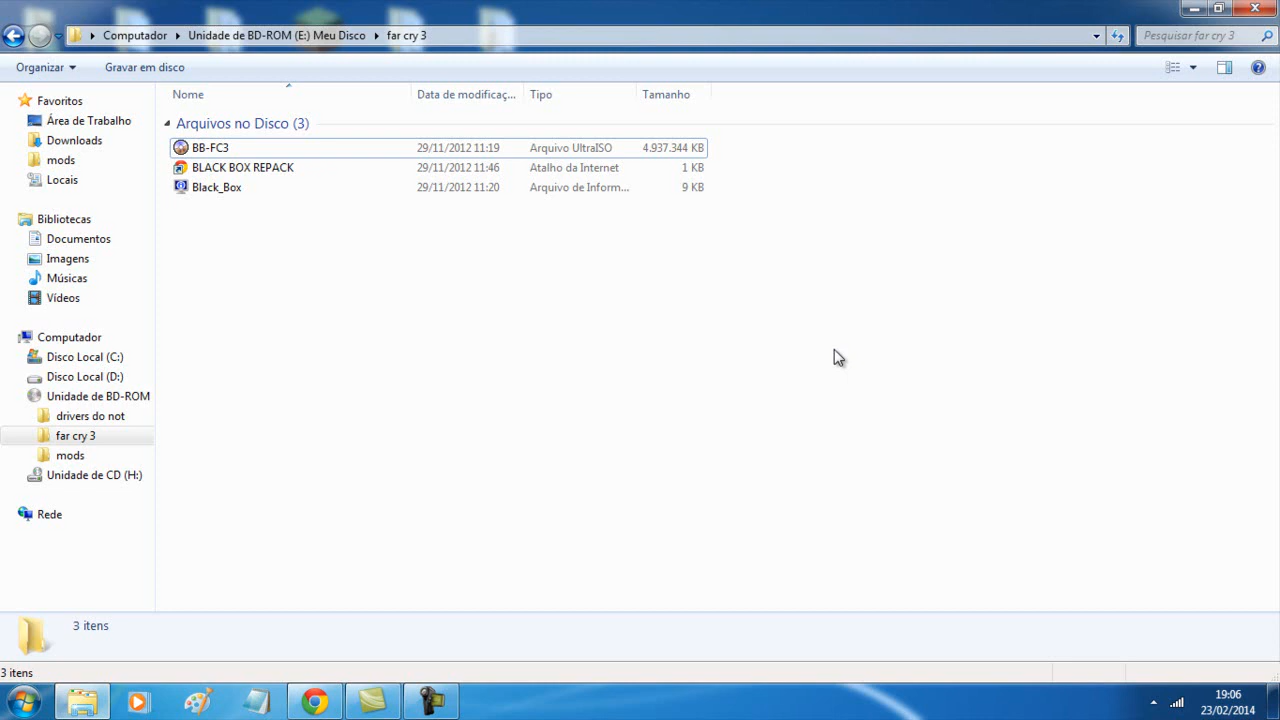 Computador Unidade de BD-ROM (E:) Meu Disco far cry 3
Pesquisar far cry 3
Organizar Gravar em disco
Nome Data de modificaç... Tipo Tamanho
Arquivos no Disco (3)
BB-FC3 29/11/2012 11:19 Arquivo UltraISO 4.937.344 KB
BLACK BOX REPACK 29/11/2012 11:46 Atalho da Internet 1 KB
Black_Box 29/11/2012 11:20 Arquivo de Inform... 9 KB
Favoritos
Área de Trabalho
Downloads
mods
Locais
Bibliotecas
Documentos
Imagens
Músicas
Vídeos
Computador
Disco Local (C:)
Disco Local (D:)
Unidade de BD-ROM
drivers do not
far cry 3
mods
Unidade de CD (H:)
Rede
3 itens
3 itens
19:06
23/02/2014